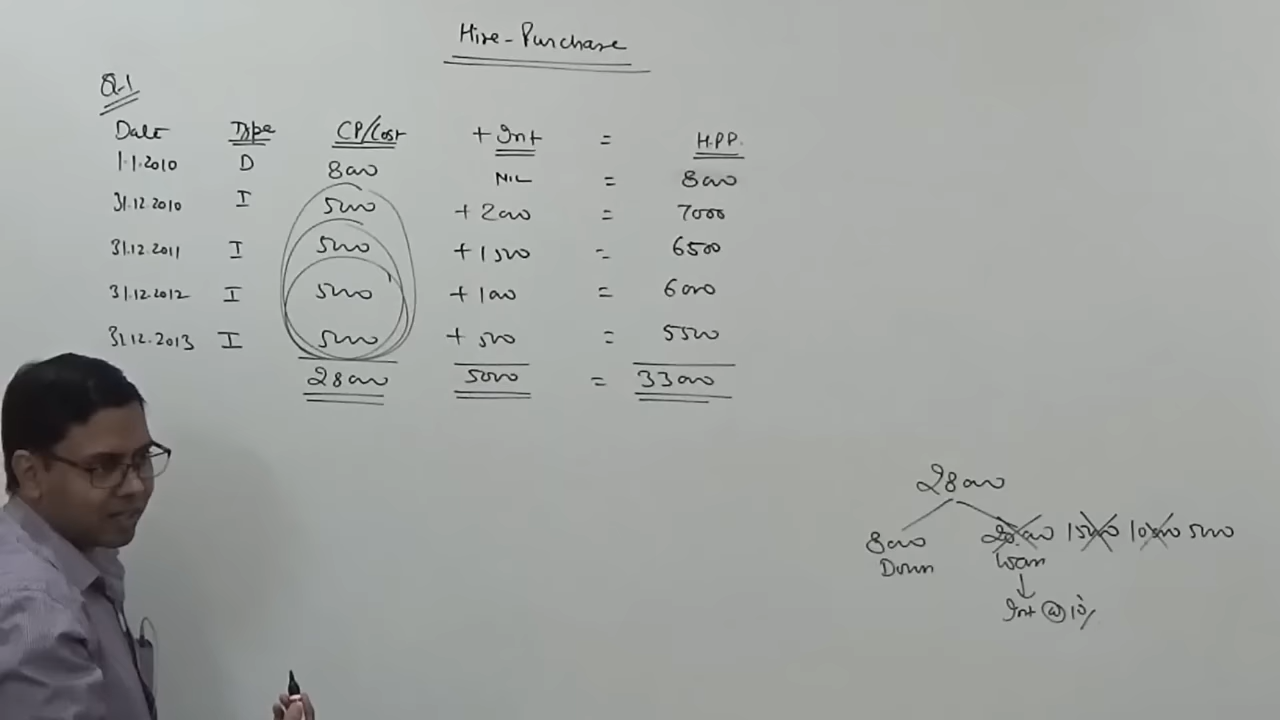 Hire-Purchase
Q.1
Date Type CP/Cost + Int = H.P.P.
1.1.2010 D 8000 NIL = 8000
31.12.2010 I 5000 + 2000 = 7000
31.12.2011 I 5000 + 1500 = 6500
31.12.2012 I 5000 + 1000 = 6000
31.12.2013 I 5000 + 500 = 5500
28000 5000 = 33000
28000
8000 20000 15000 10000 5000
Down Loan
Int @ 10%